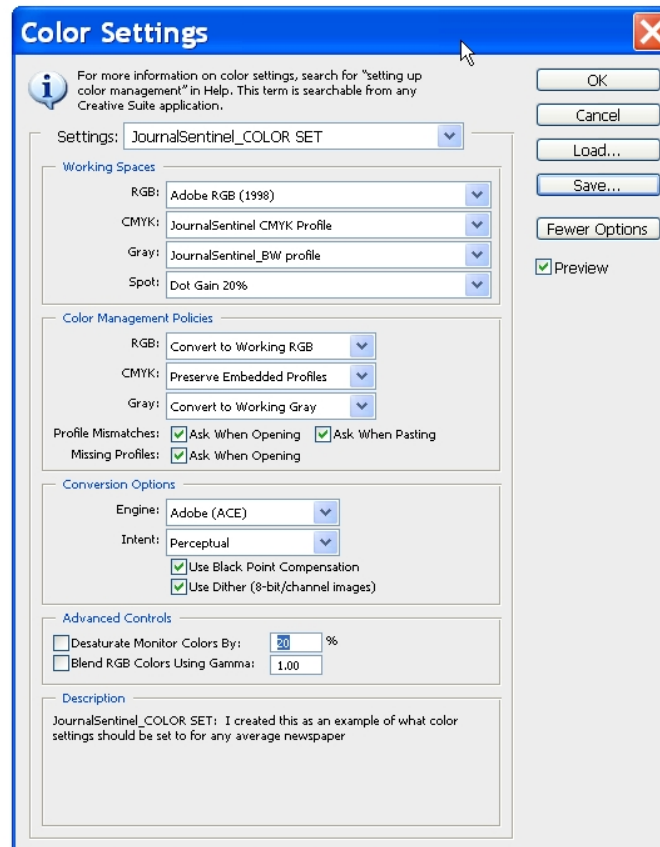 Color Settings
For more information on color settings, search for "setting up
color management" in Help. This term is searchable from any
Creative Suite application.
Settings: JournalSentinel_COLOR SET
Working Spaces
RGB: Adobe RGB (1998)
CMYK: JournalSentinel CMYK Profile
Gray: JournalSentinel_BW profile
Spot: Dot Gain 20%
Color Management Policies
RGB: Convert to Working RGB
CMYK: Preserve Embedded Profiles
Gray: Convert to Working Gray
Profile Mismatches: Ask When Opening Ask When Pasting
Missing Profiles: Ask When Opening
Conversion Options
Engine: Adobe (ACE)
Intent: Perceptual
Use Black Point Compensation
Use Dither (8-bit/channel images)
Advanced Controls
Desaturate Monitor Colors By: 20 %
Blend RGB Colors Using Gamma: 1.00
Description
JournalSentinel_COLOR SET: I created this as an example of what color
settings should be set to for any average newspaper
OK
Cancel
Load...
Save...
Fewer Options
Preview